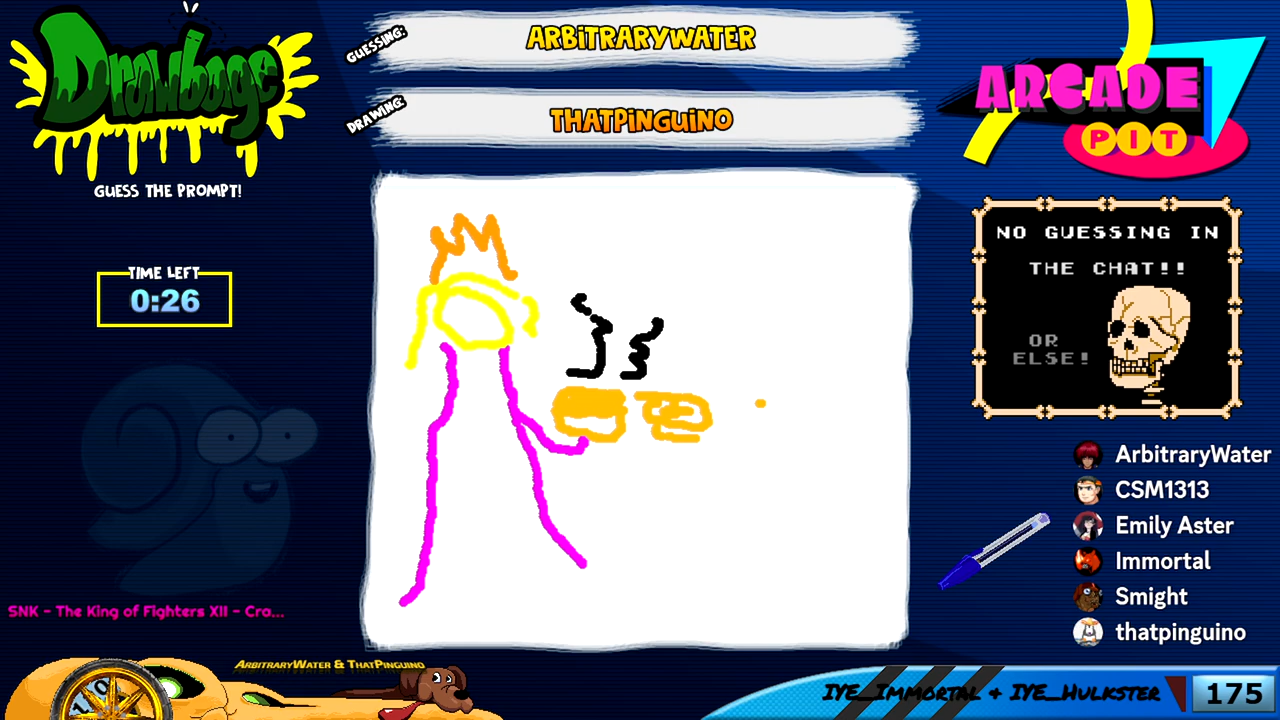 Drawbage
GUESS THE PROMPT!
TIME LEFT
0:26
SNK - The King of Fighters XII - Cro...
GUESSING:
ARBiTRARYWATER
DRAWING:
THATPiNGUiNO
ARCADE
PIT
NO GUESSING IN
THE CHAT!!
OR
ELSE!
ArbitraryWater
CSM1313
Emily Aster
Immortal
Smight
thatpinguino
ArbitraryWater & ThatPinguino
IYE_Immortal & IYE_Hulkster
175